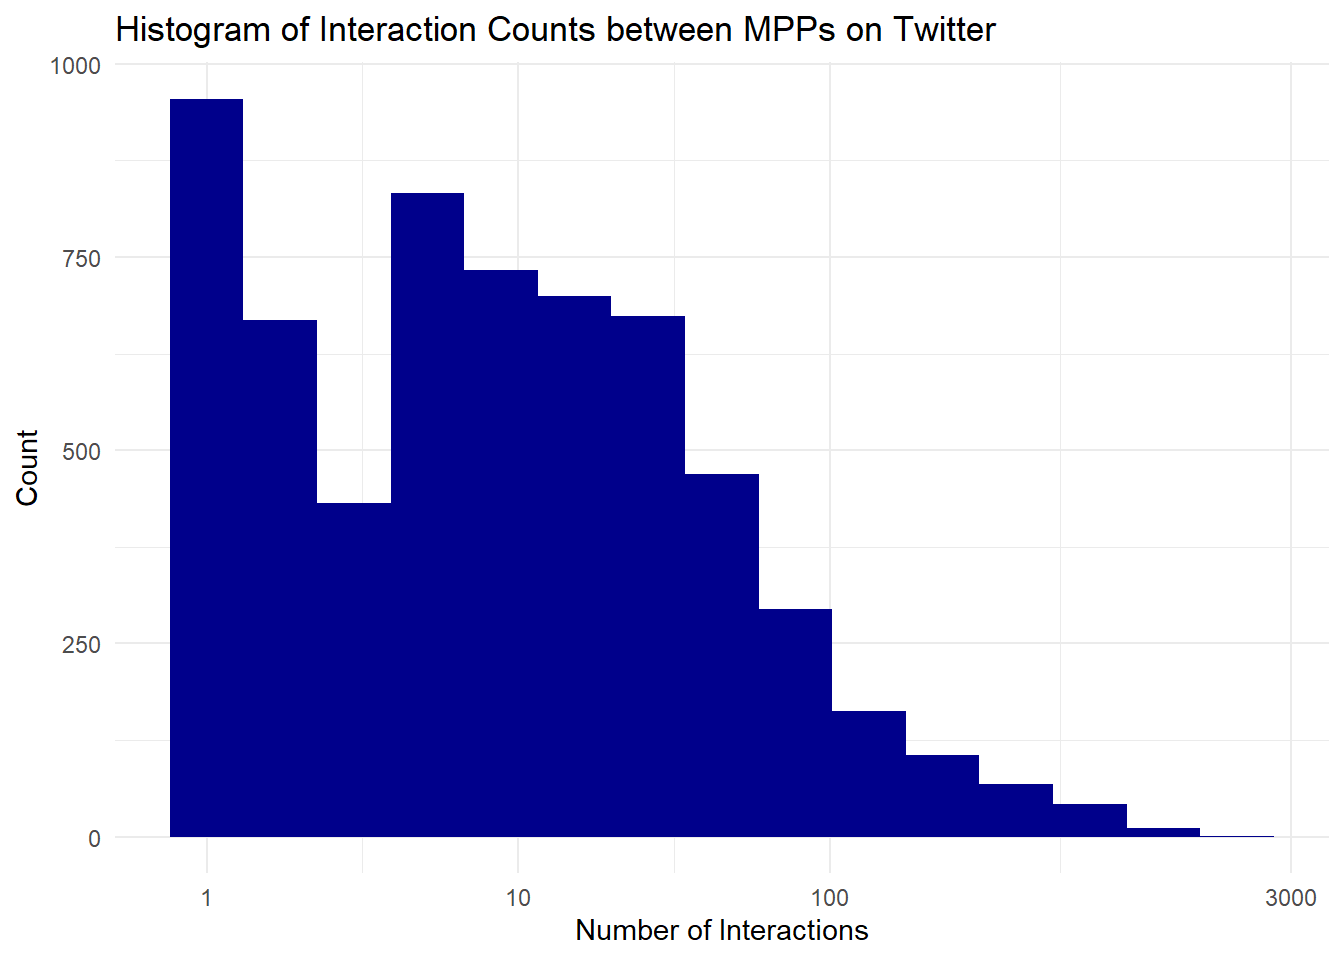 Histogram of Interaction Counts between MPPs on Twitter
1000
750
500
250
0
Count
1 10 100 3000
Number of Interactions